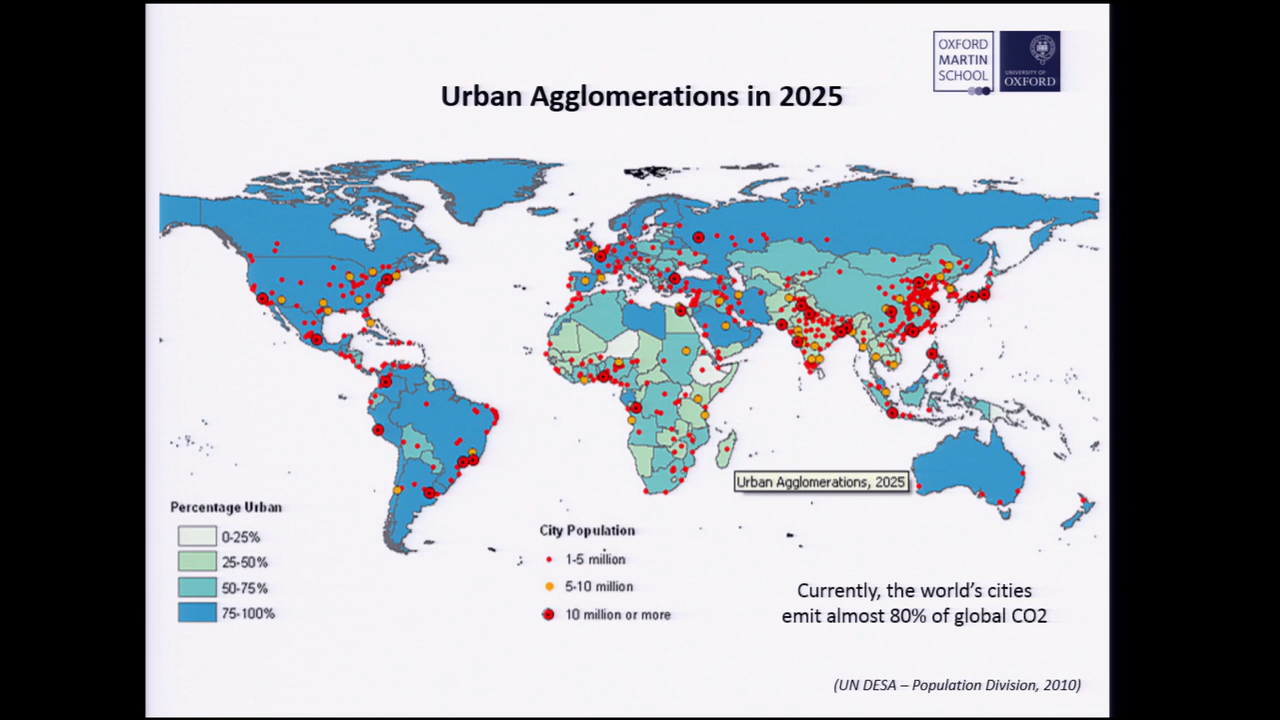 OXFORD
MARTIN
SCHOOL
UNIVERSITY OF
OXFORD
Urban Agglomerations in 2025
Urban Agglomerations, 2025
Percentage Urban
0-25%
25-50%
50-75%
75-100%
City Population
1-5 million
5-10 million
10 million or more
Currently, the world's cities
emit almost 80% of global CO2
(UN DESA – Population Division, 2010)